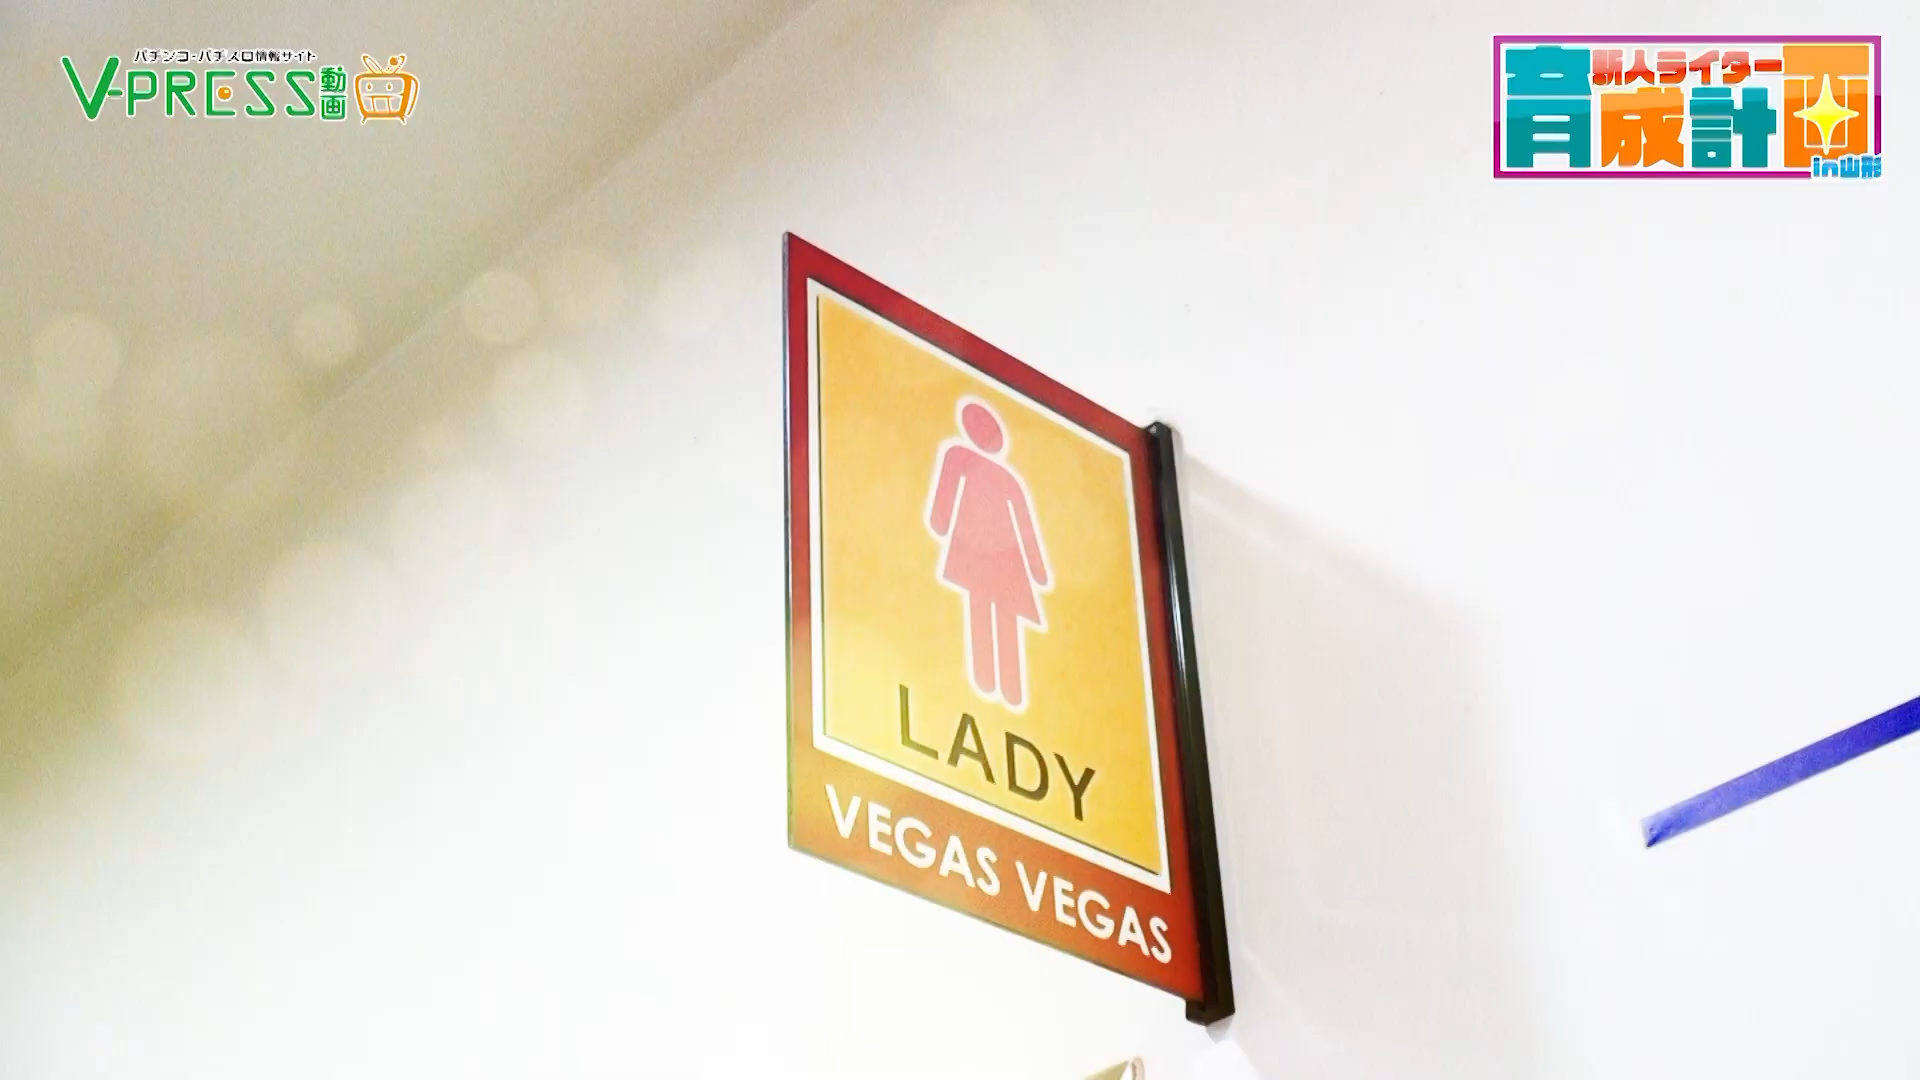 パチンコ・パチスロ情報サイト
V-PRESS動画
新人ライター
育成計画
in山形
LADY
VEGAS VEGAS